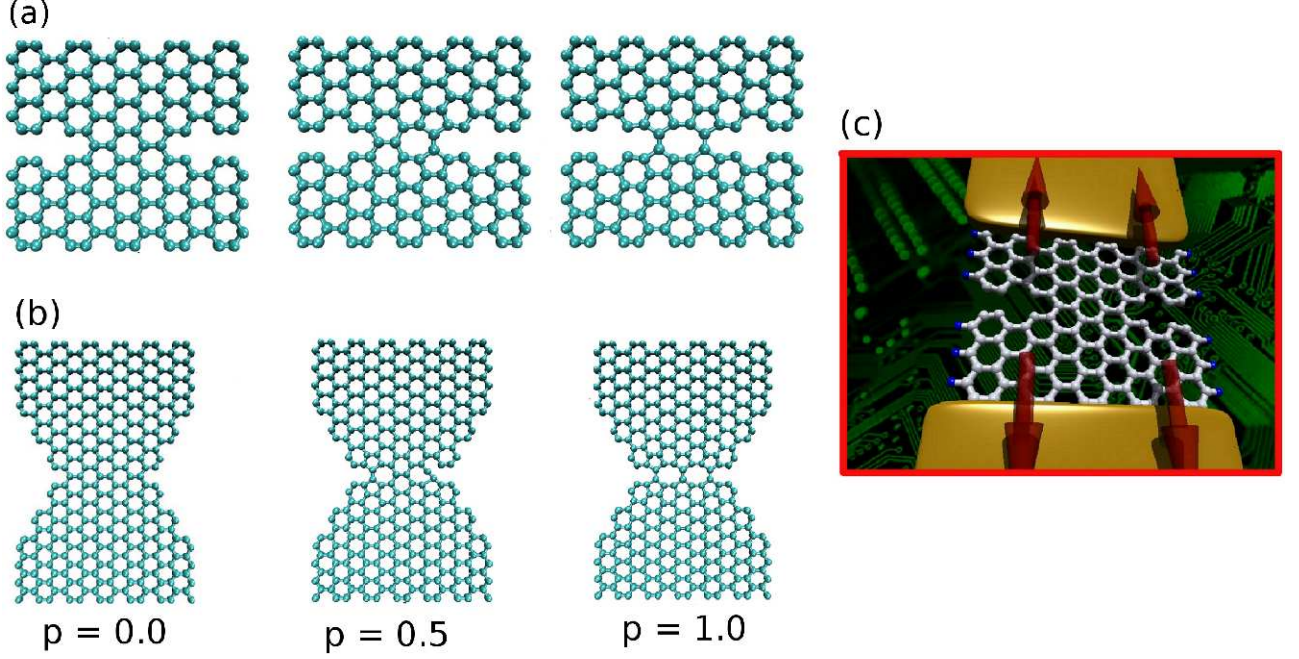 (a)
(c)
(b)
p = 0.0
p = 0.5
p = 1.0